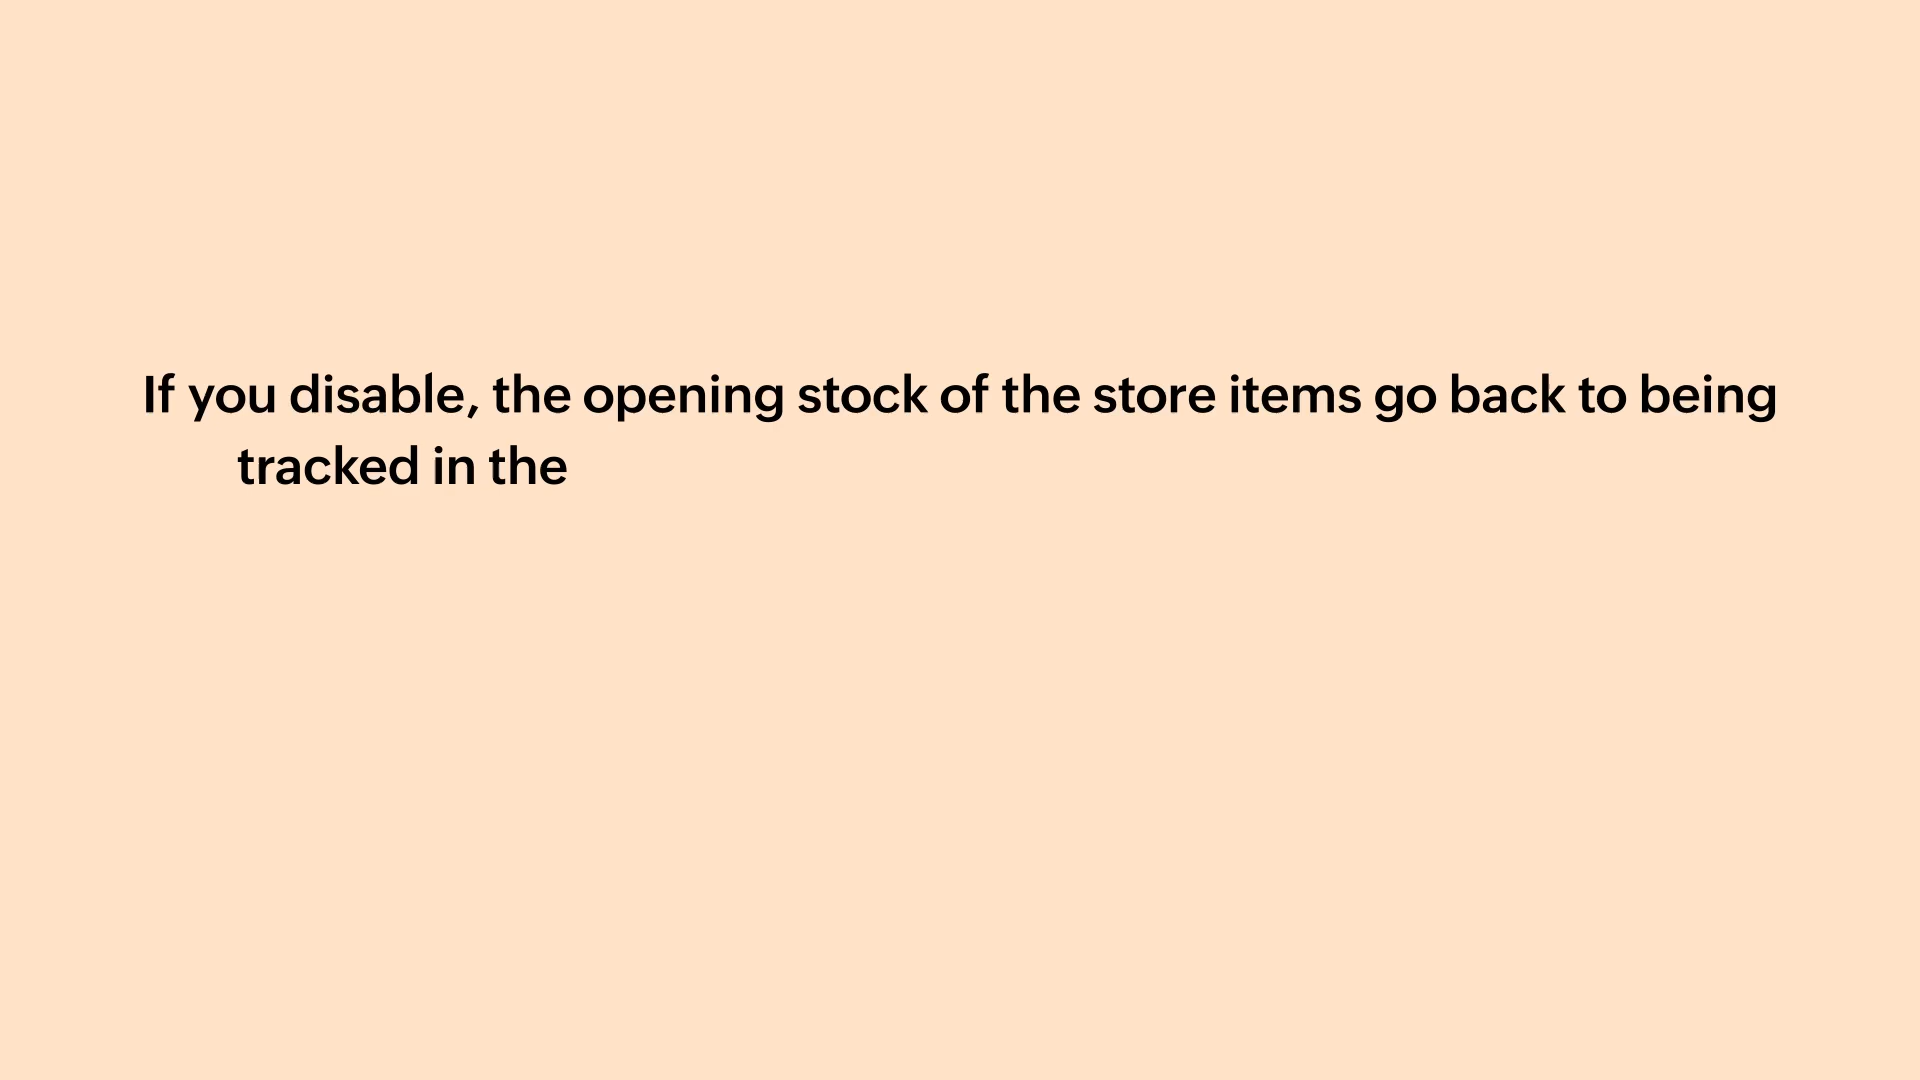 If you disable, the opening stock of the store items go back to being
tracked in the